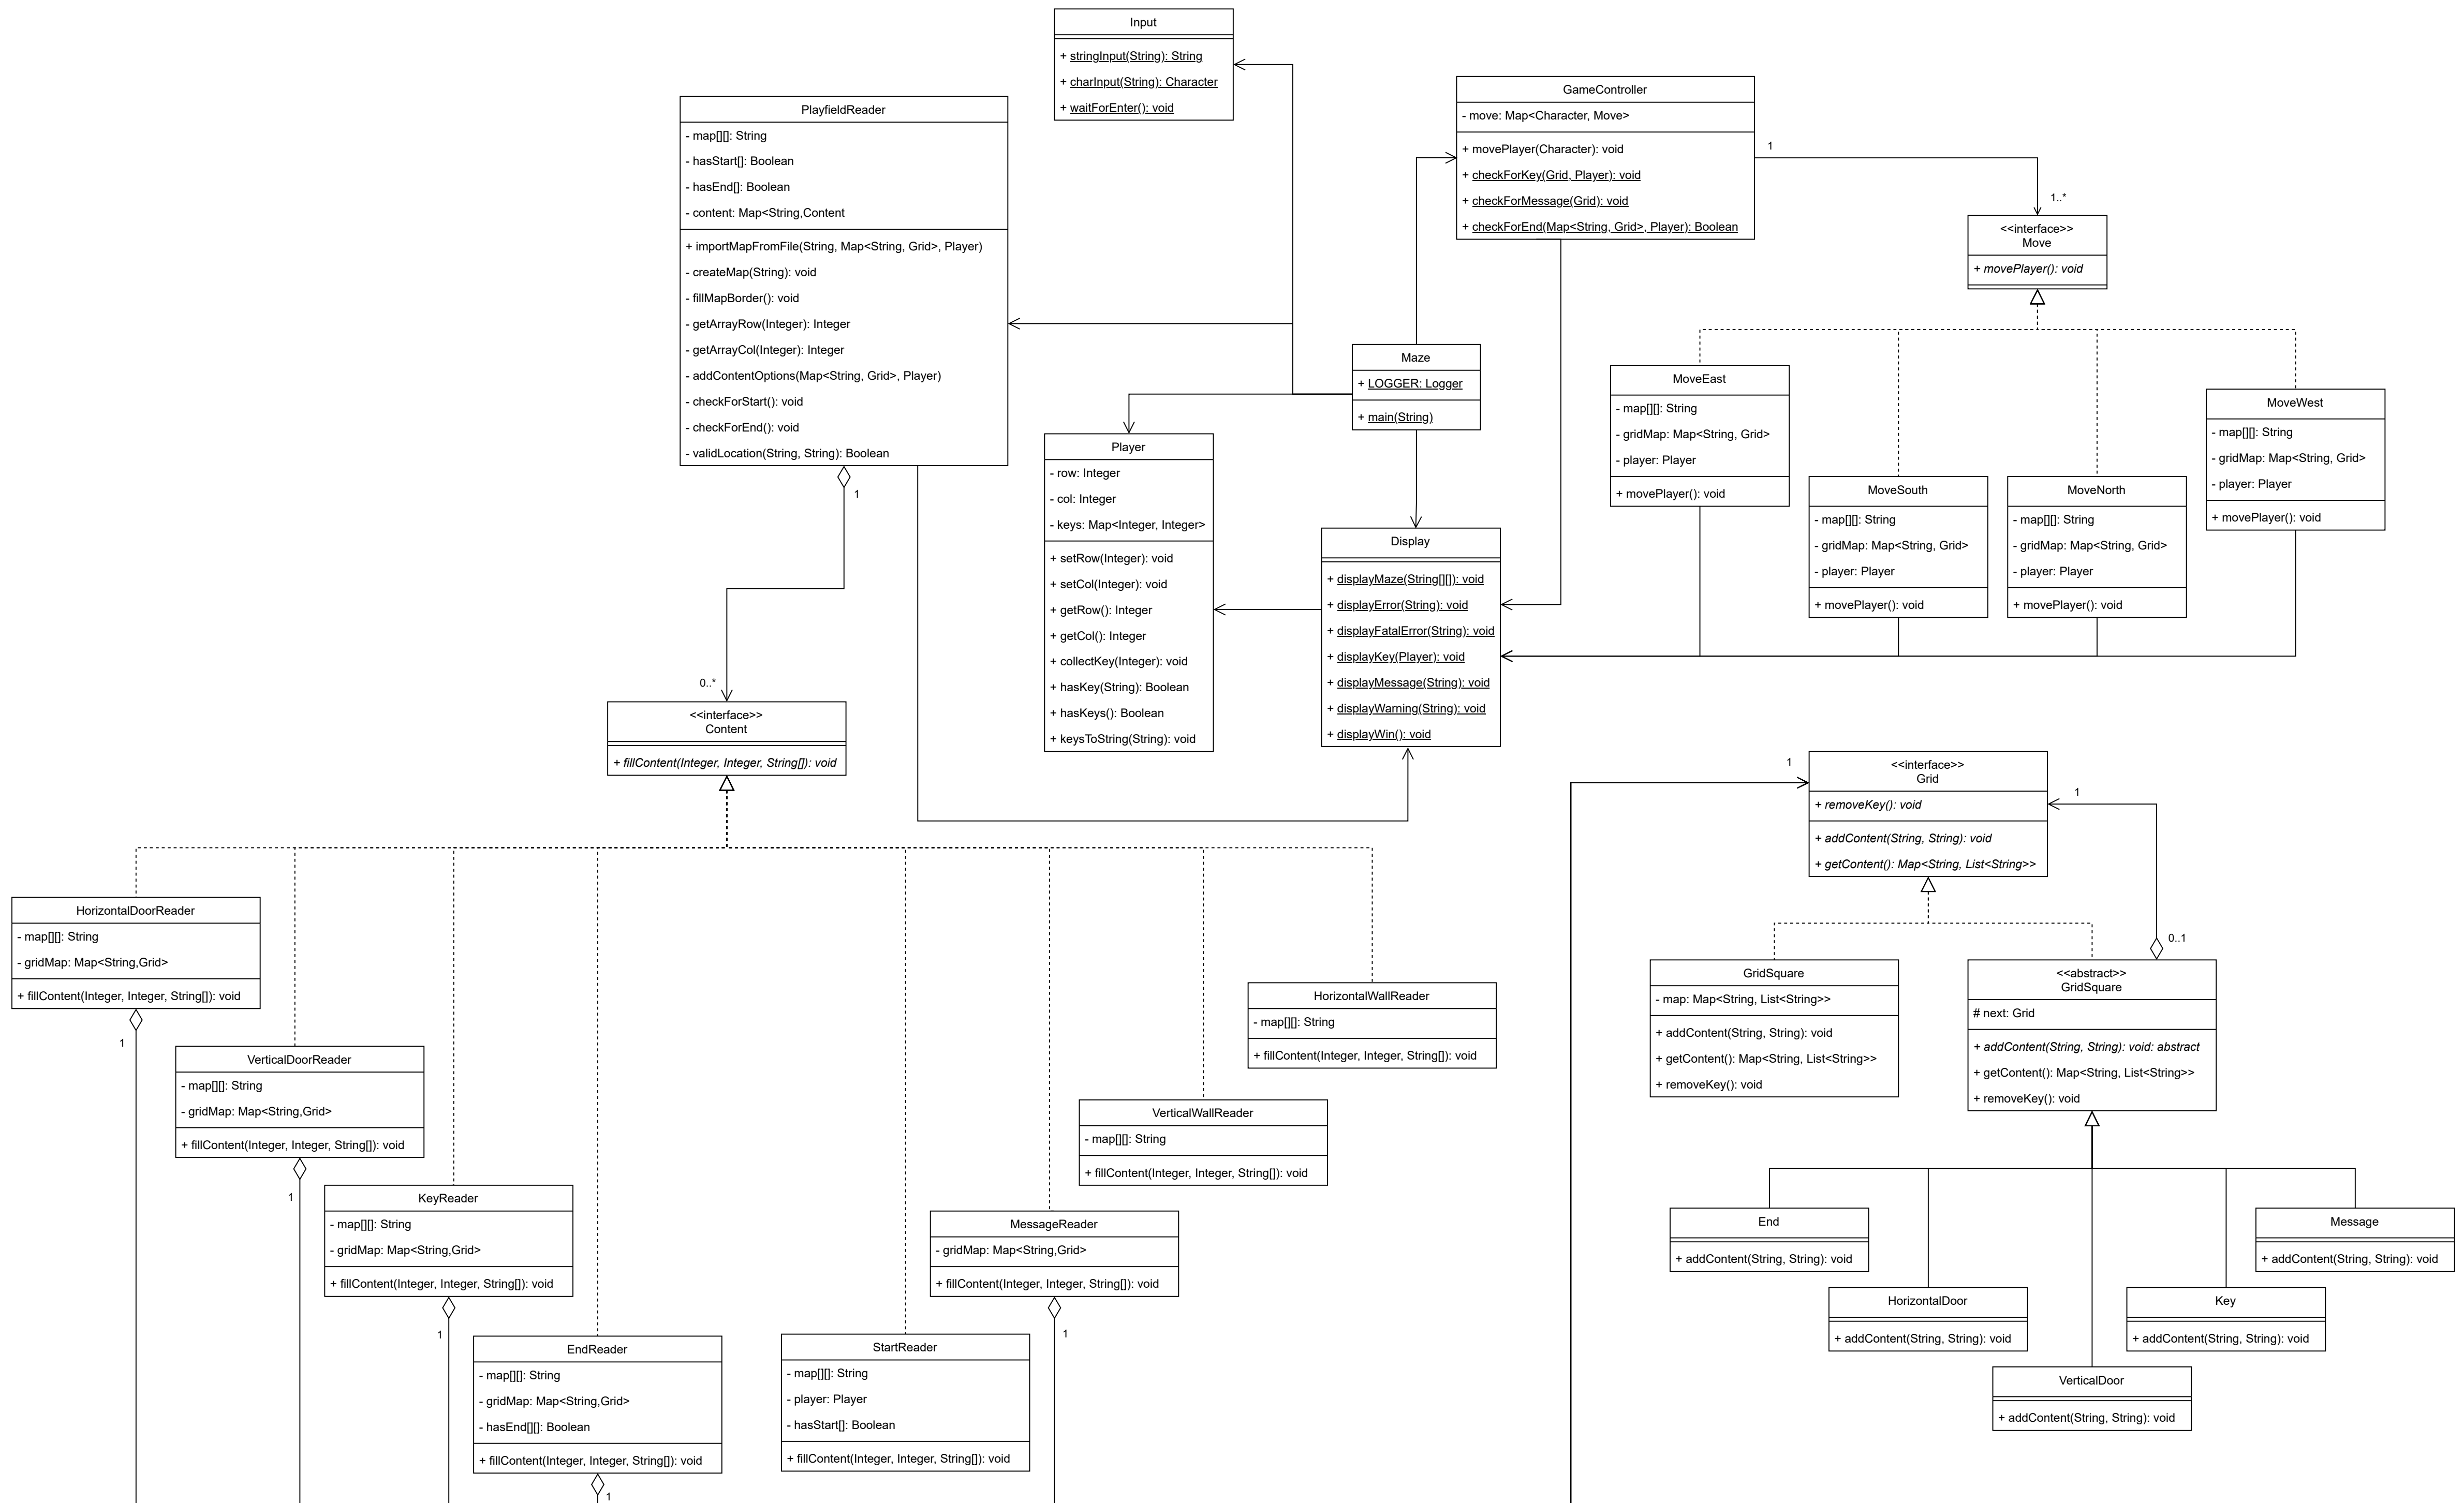 Input
+ stringInput(String): String
+ charInput(String): Character
+ waitForEnter(): void
GameController
- move: Map<Character, Move>
+ movePlayer(Character): void
+ checkForKey(Grid, Player): void
+ checkForMessage(Grid): void
+ checkForEnd(Map<String, Grid>, Player): Boolean
1
1..*
PlayfieldReader
- map[][]: String
- hasStart[]: Boolean
- hasEnd[]: Boolean
- content: Map<String,Content
+ importMapFromFile(String, Map<String, Grid>, Player)
- createMap(String): void
- fillMapBorder(): void
- getArrayRow(Integer): Integer
- getArrayCol(Integer): Integer
- addContentOptions(Map<String, Grid>, Player)
- checkForStart(): void
- checkForEnd(): void
- validLocation(String, String): Boolean
1
0..*
<<interface>>
Move
+ movePlayer(): void
Maze
+ LOGGER: Logger
+ main(String)
MoveEast
- map[][]: String
- gridMap: Map<String, Grid>
- player: Player
+ movePlayer(): void
MoveWest
- map[][]: String
- gridMap: Map<String, Grid>
- player: Player
+ movePlayer(): void
MoveSouth
- map[][]: String
- gridMap: Map<String, Grid>
- player: Player
+ movePlayer(): void
MoveNorth
- map[][]: String
- gridMap: Map<String, Grid>
- player: Player
+ movePlayer(): void
Player
- row: Integer
- col: Integer
- keys: Map<Integer, Integer>
+ setRow(Integer): void
+ setCol(Integer): void
+ getRow(): Integer
+ getCol(): Integer
+ collectKey(Integer): void
+ hasKey(String): Boolean
+ hasKeys(): Boolean
+ keysToString(String): void
Display
+ displayMaze(String[][]): void
+ displayError(String): void
+ displayFatalError(String): void
+ displayKey(Player): void
+ displayMessage(String): void
+ displayWarning(String): void
+ displayWin(): void
<<interface>>
Content
+ fillContent(Integer, Integer, String[]): void
1
<<interface>>
Grid
+ removeKey(): void
+ addContent(String, String): void
+ getContent(): Map<String, List<String>>
1
0..1
HorizontalDoorReader
- map[][]: String
- gridMap: Map<String,Grid>
+ fillContent(Integer, Integer, String[]): void
1
VerticalDoorReader
- map[][]: String
- gridMap: Map<String,Grid>
+ fillContent(Integer, Integer, String[]): void
1
KeyReader
- map[][]: String
- gridMap: Map<String,Grid>
+ fillContent(Integer, Integer, String[]): void
1
EndReader
- map[][]: String
- gridMap: Map<String,Grid>
- hasEnd[][]: Boolean
+ fillContent(Integer, Integer, String[]): void
1
StartReader
- map[][]: String
- player: Player
- hasStart[]: Boolean
+ fillContent(Integer, Integer, String[]): void
MessageReader
- gridMap: Map<String,Grid>
+ fillContent(Integer, Integer, String[]): void
1
VerticalWallReader
- map[][]: String
+ fillContent(Integer, Integer, String[]): void
HorizontalWallReader
- map[][]: String
+ fillContent(Integer, Integer, String[]): void
GridSquare
- map: Map<String, List<String>>
+ addContent(String, String): void
+ getContent(): Map<String, List<String>>
+ removeKey(): void
<<abstract>>
GridSquare
# next: Grid
+ addContent(String, String): void: abstract
+ getContent(): Map<String, List<String>>
+ removeKey(): void
End
+ addContent(String, String): void
HorizontalDoor
+ addContent(String, String): void
VerticalDoor
+ addContent(String, String): void
Key
+ addContent(String, String): void
Message
+ addContent(String, String): void